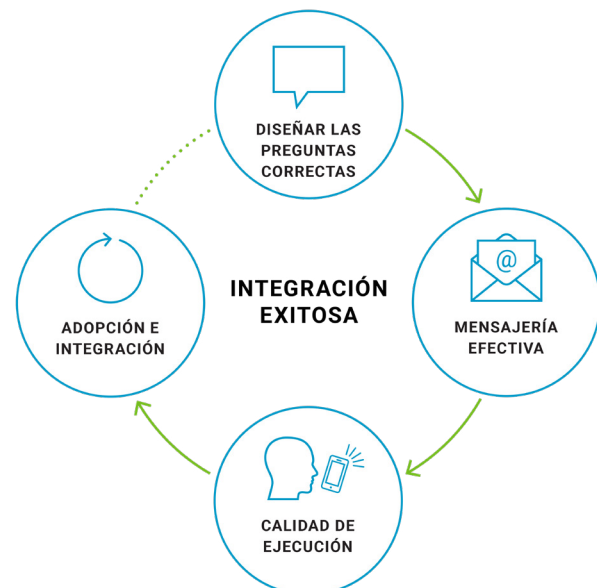 DISEÑAR LAS
PREGUNTAS
CORRECTAS
@
MENSAJERÍA
EFECTIVA
INTEGRACIÓN
EXITOSA
ADOPCIÓN E
INTEGRACIÓN
CALIDAD DE
EJECUCIÓN